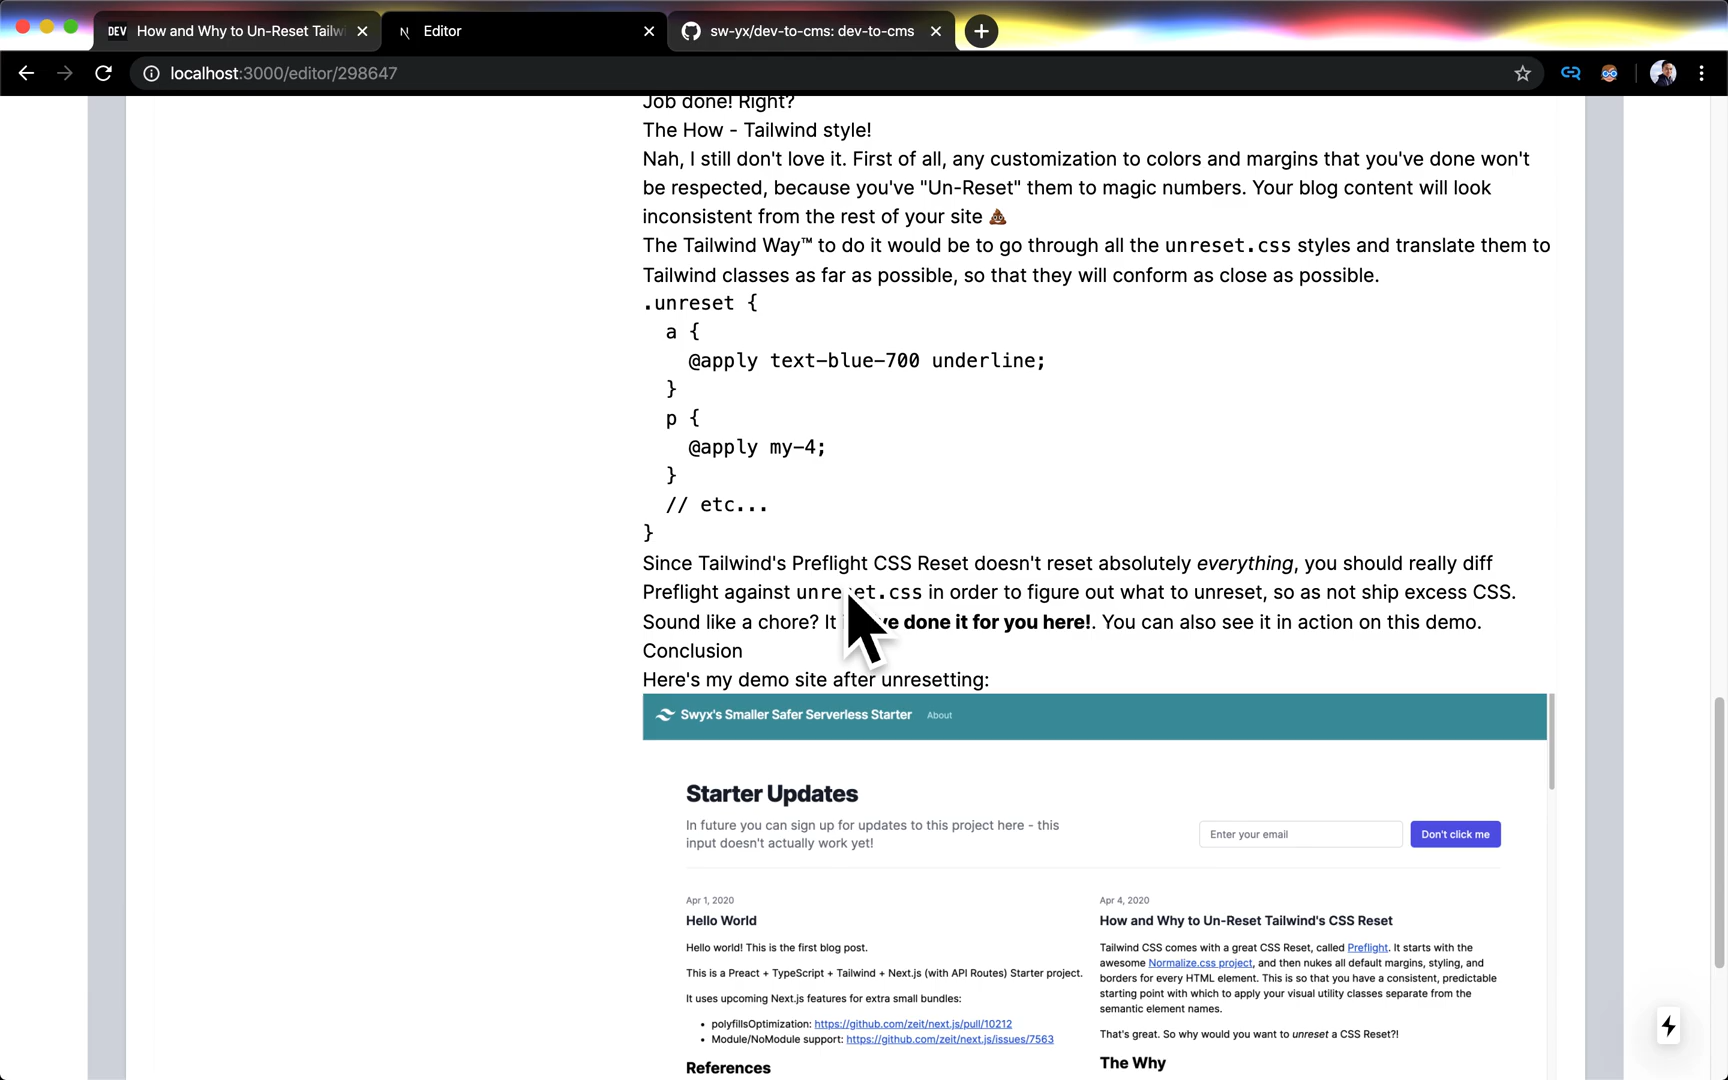 DEV How and Why to Un-Reset Tailw
Editor
sw-yx/dev-to-cms: dev-to-cms
localhost:3000/editor/298647
Job done! Right?
The How - Tailwind style!
Nah, I still don't love it. First of all, any customization to colors and margins that you've done won't
be respected, because you've "Un-Reset" them to magic numbers. Your blog content will look
inconsistent from the rest of your site 💩
The Tailwind Way™ to do it would be to go through all the unreset.css styles and translate them to
Tailwind classes as far as possible, so that they will conform as close as possible.
.unreset {
a {
@apply text-blue-700 underline;
}
p {
@apply my-4;
}
// etc...
}
Since Tailwind's Preflight CSS Reset doesn't reset absolutely everything, you should really diff
Preflight against unreset.css in order to figure out what to unreset, so as not ship excess CSS.
Sound like a chore? It done it for you here!. You can also see it in action on this demo.
Conclusion
Here's my demo site after unresetting:
Swyx's Smaller Safer Serverless Starter About
Starter Updates
In future you can sign up for updates to this project here - this
input doesn't actually work yet!
Enter your email
Don't click me
Apr 1, 2020
Hello World
Hello world! This is the first blog post.
This is a Preact + TypeScript + Tailwind + Next.js (with API Routes) Starter project.
It uses upcoming Next.js features for extra small bundles:
• polyfillsOptimization: https://github.com/zeit/next.js/pull/10212
• Module/NoModule support: https://github.com/zeit/next.js/issues/7563
References
Apr 4, 2020
How and Why to Un-Reset Tailwind's CSS Reset
Tailwind CSS comes with a great CSS Reset, called Preflight. It starts with the
awesome Normalize.css project, and then nukes all default margins, styling, and
borders for every HTML element. This is so that you have a consistent, predictable
starting point with which to apply your visual utility classes separate from the
semantic element names.
That's great. So why would you want to unreset a CSS Reset?!
The Why